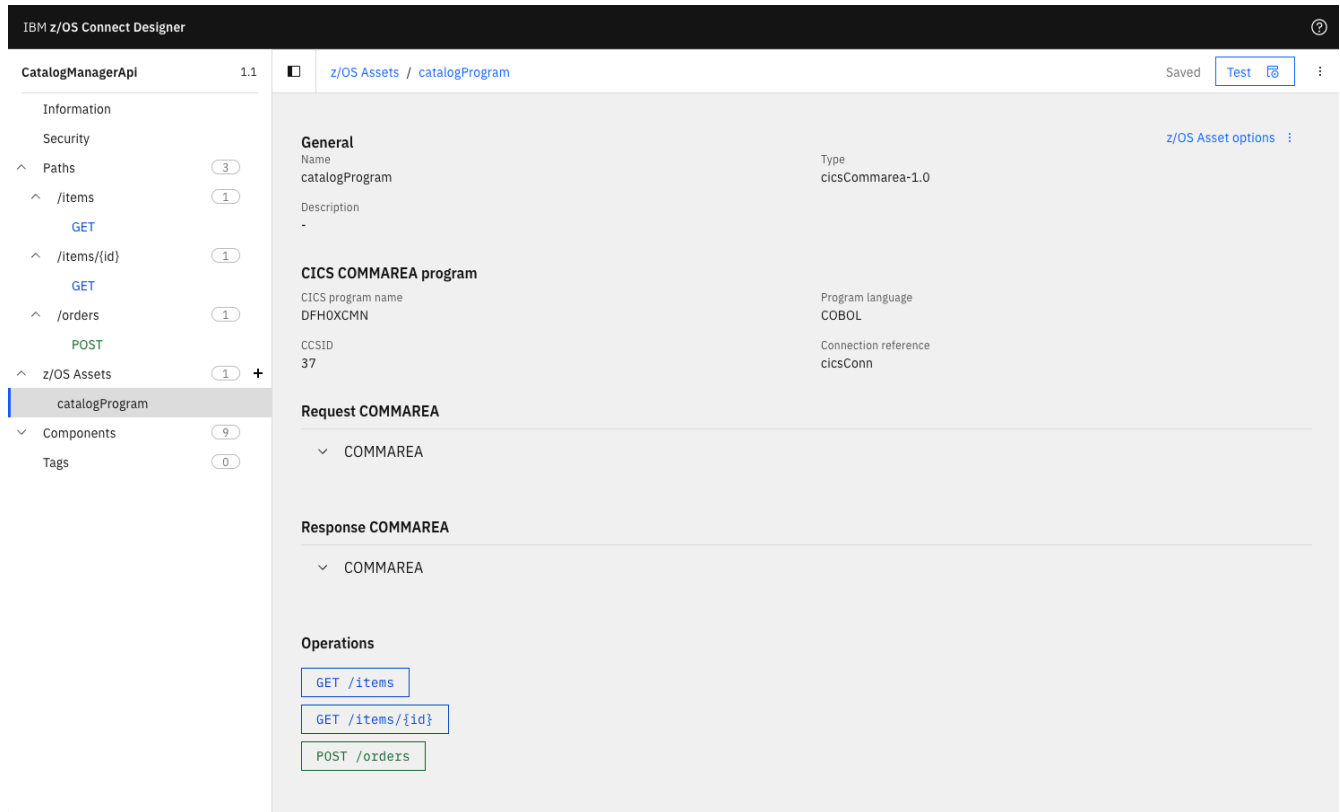 IBM z/OS Connect Designer
CatalogManagerApi 1.1
z/OS Assets / catalogProgram
Saved
Test
Information
Security
Paths 3
/items 1
GET
/items/{id} 1
GET
/orders 1
POST
z/OS Assets 1 +
catalogProgram
Components 9
Tags 0
General
z/OS Asset options
Name
catalogProgram
Type
cicsCommarea-1.0
Description
-
CICS COMMAREA program
CICS program name
DFH0XCMN
Program language
COBOL
CCSID
37
Connection reference
cicsConn
Request COMMAREA
COMMAREA
Response COMMAREA
COMMAREA
Operations
GET /items
GET /items/{id}
POST /orders